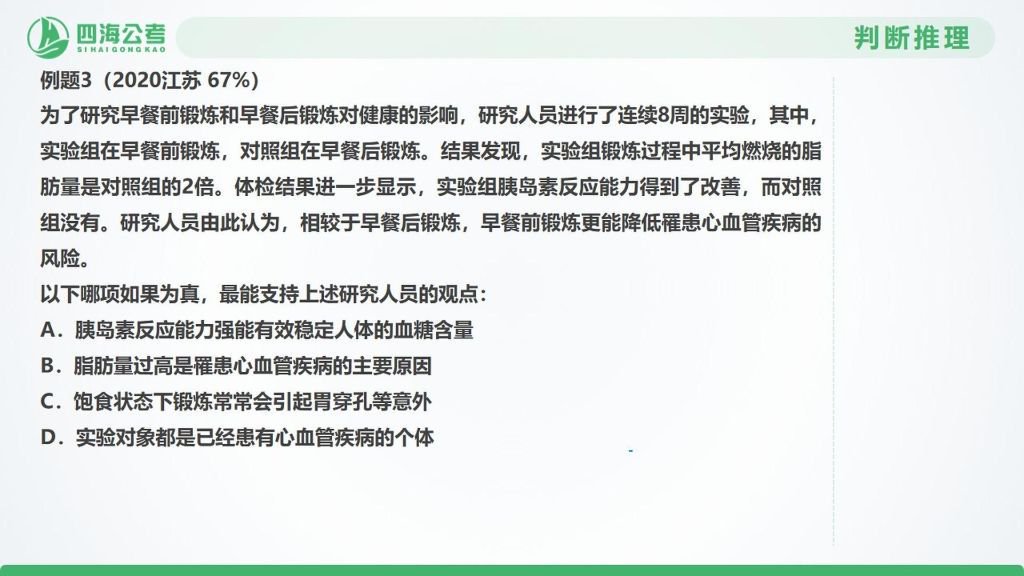 四海公考
SIHAIGONGKAO
判断推理
例题3（2020江苏 67%）
为了研究早餐前锻炼和早餐后锻炼对健康的影响，研究人员进行了连续8周的实验，其中，
实验组在早餐前锻炼，对照组在早餐后锻炼。结果发现，实验组锻炼过程中平均燃烧的脂
肪量是对照组的2倍。体检结果进一步显示，实验组胰岛素反应能力得到了改善，而对照
组没有。研究人员由此认为，相较于早餐后锻炼，早餐前锻炼更能降低罹患心血管疾病的
风险。
以下哪项如果为真，最能支持上述研究人员的观点：
A．胰岛素反应能力强能有效稳定人体的血糖含量
B．脂肪量过高是罹患心血管疾病的主要原因
C．饱食状态下锻炼常常会引起胃穿孔等意外
D．实验对象都是已经患有心血管疾病的个体